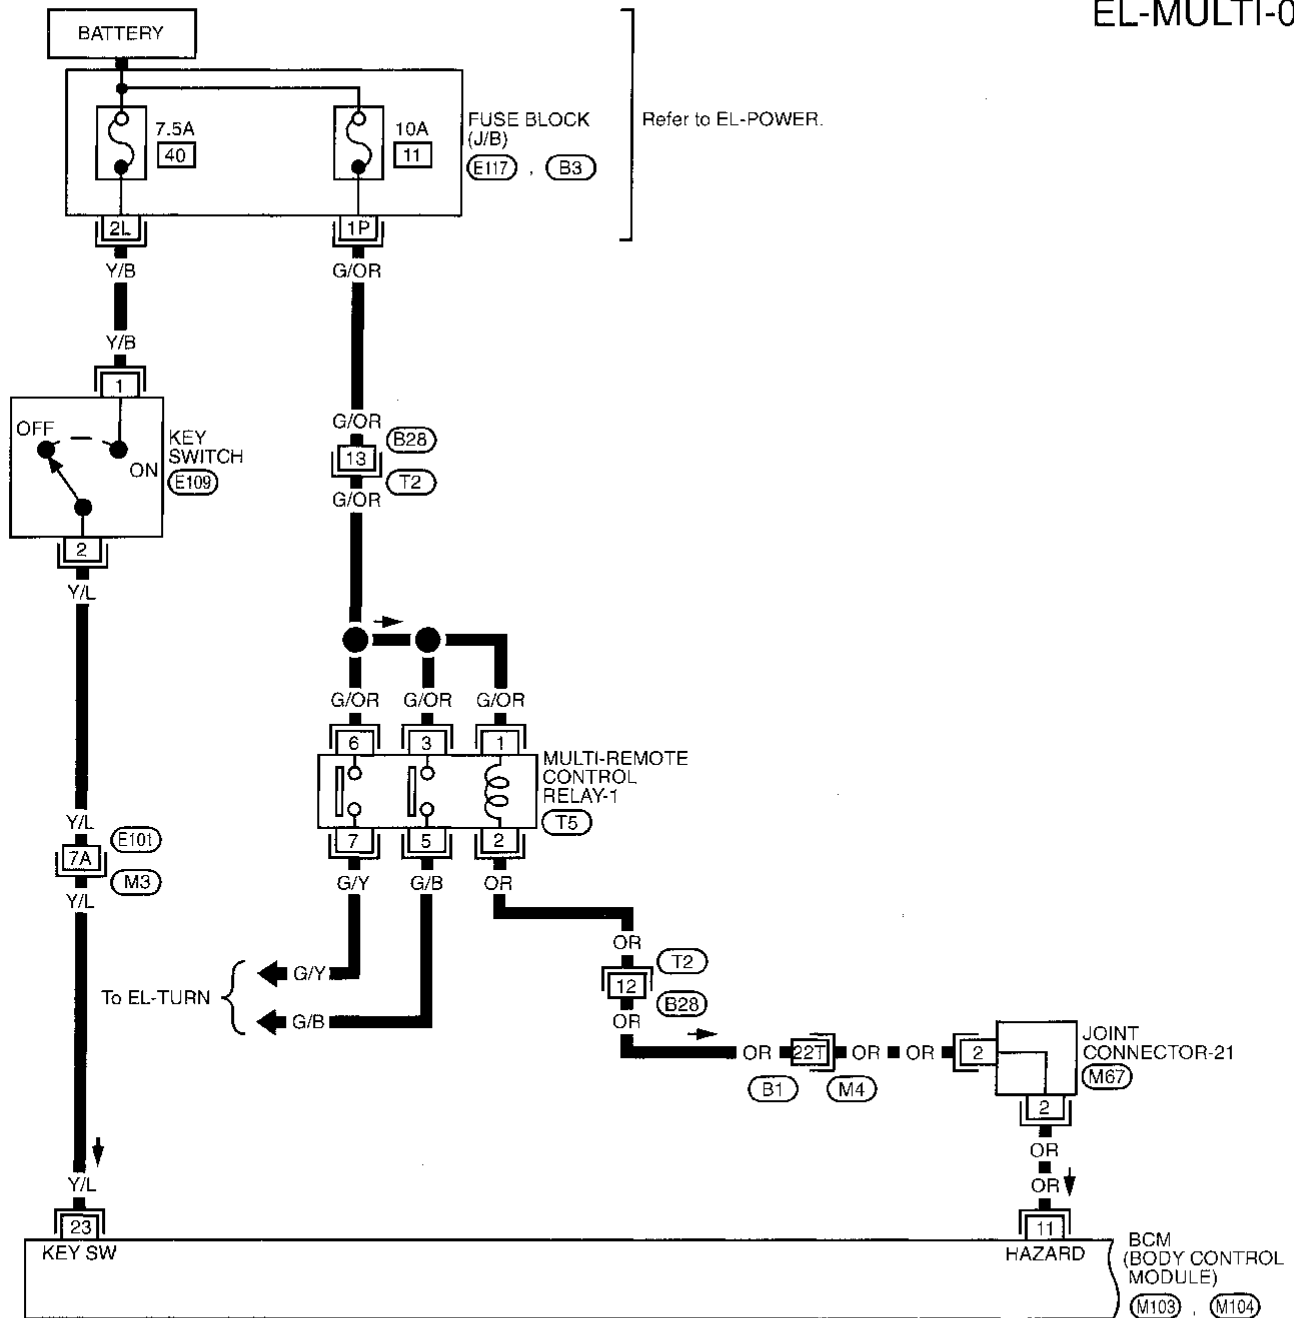 EL-MULTI-0
BATTERY
7.5A
40
10A
11
FUSE BLOCK
(J/B)
E117 , B3
Refer to EL-POWER.
2L
1P
Y/B
G/OR
Y/B
1
OFF
ON
KEY
SWITCH
E109
G/OR
13
B28
T2
G/OR
2
Y/L
G/OR
G/OR
G/OR
6
3
1
MULTI-REMOTE
CONTROL
RELAY-1
T5
7
5
2
Y/L
7A
E101
M3
Y/L
G/Y
G/B
OR
OR
12
T2
B28
OR
To EL-TURN
G/Y
G/B
OR
22T
OR
OR
2
B1
M4
JOINT
CONNECTOR-21
M67
2
OR
OR
Y/L
23
KEY SW
11
HAZARD
BCM
(BODY CONTROL
MODULE)
M103 , M104